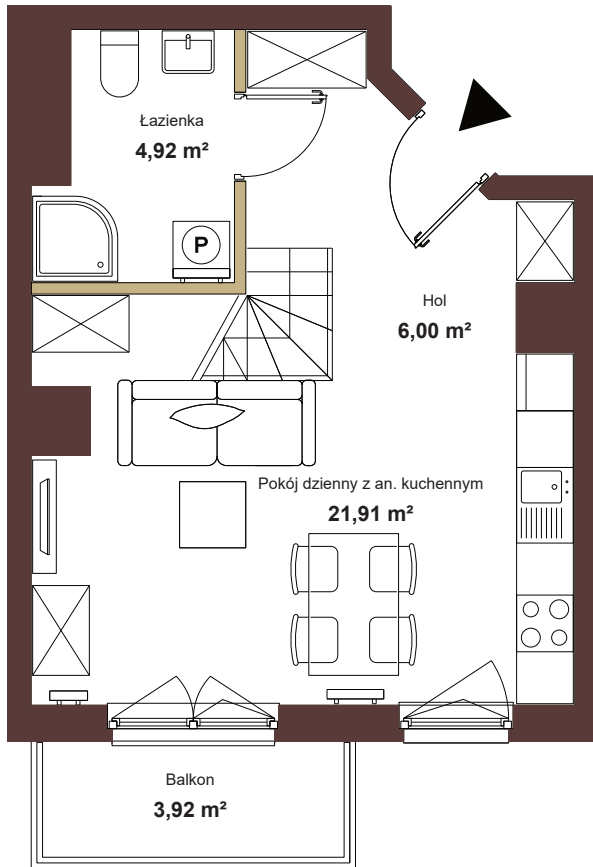 Łazienka
4,92 m²
P
Hol
6,00 m²
Pokój dzienny z an. kuchennym
21,91 m²
Balkon
3,92 m²